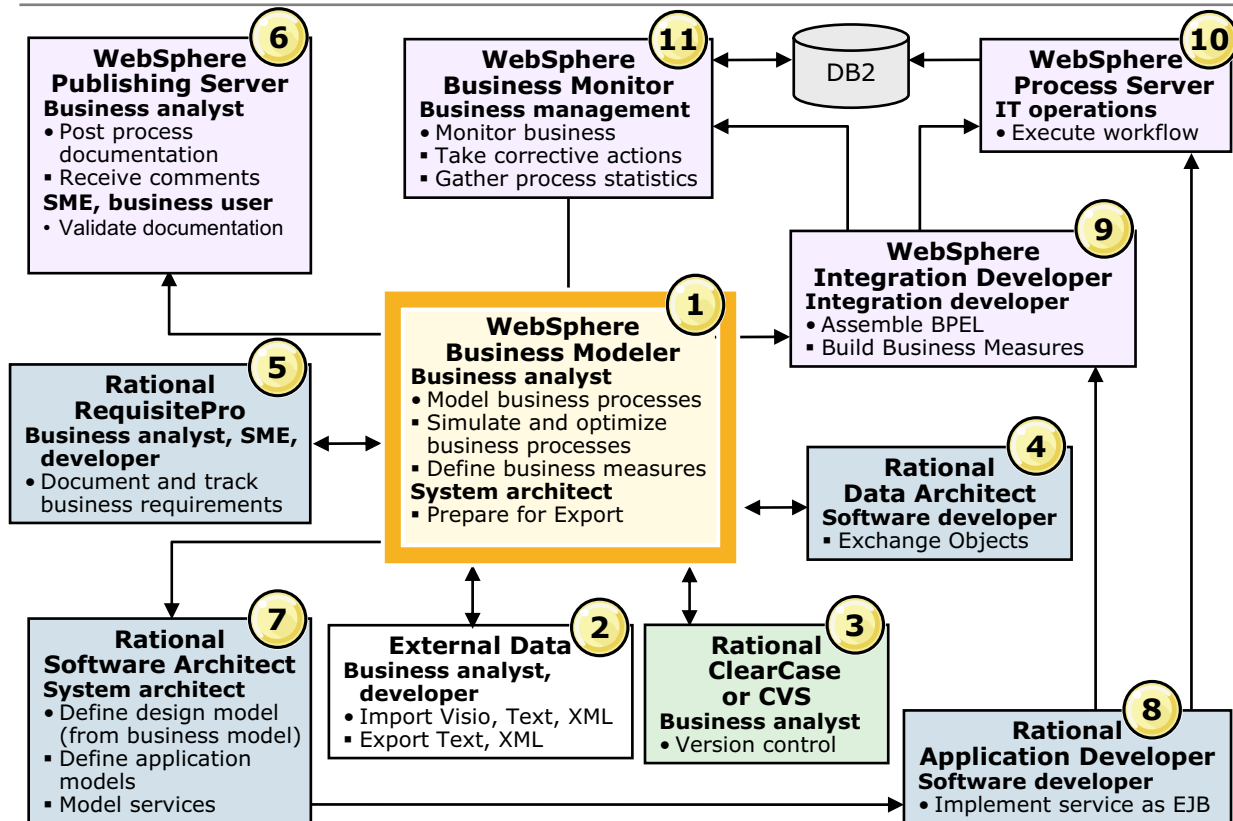 6
WebSphere
Publishing Server
Business analyst
• Post process
documentation
▪ Receive comments
SME, business user
• Validate documentation
11
WebSphere
Business Monitor
Business management
• Monitor business
▪ Take corrective actions
▪ Gather process statistics
DB2
10
WebSphere
Process Server
IT operations
• Execute workflow
9
WebSphere
Integration Developer
Integration developer
• Assemble BPEL
▪ Build Business Measures
1
WebSphere
Business Modeler
Business analyst
• Model business processes
▪ Simulate and optimize
business processes
▪ Define business measures
System architect
▪ Prepare for Export
5
Rational
RequisitePro
Business analyst, SME,
developer
• Document and track
business requirements
4
Rational
Data Architect
Software developer
▪ Exchange Objects
7
Rational
Software Architect
System architect
• Define design model
(from business model)
▪ Define application
models
▪ Model services
2
External Data
Business analyst,
developer
• Import Visio, Text, XML
▪ Export Text, XML
3
Rational
ClearCase
or CVS
Business analyst
• Version control
8
Rational
Application Developer
Software developer
• Implement service as EJB